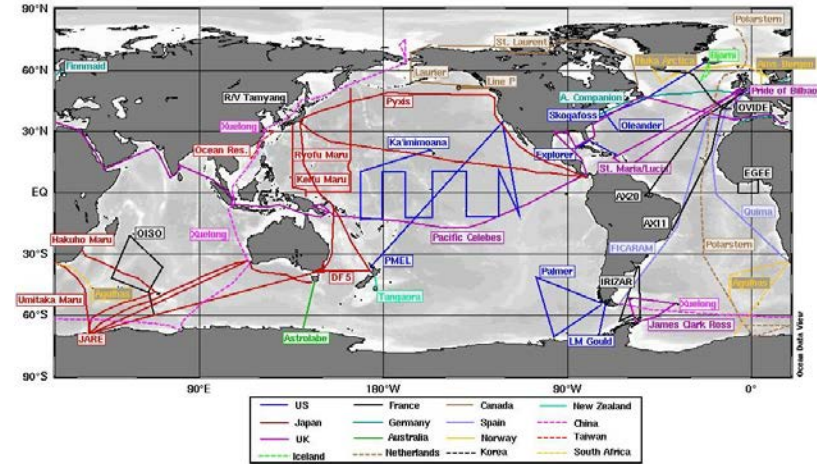 Polarstern
St. Laurent
Nuka Arctica
Bjarni
Finnmaid
60°N
Laurier
Line P
Pride of Bilbao
R/V Tamyang
A. Companion
Pyxis
OVIDE
Skogafoss
Xuelong
Oleander
30°N
Ka'imimoana
Ocean Res.
Explorer
Ryofu Maru
St. Maria/Lucia
EGEE
Keifu Maru
EQ
AX20
Quima
AX11
OISO
Xuelong
Pacific Celebes
Hakuho Maru
FICARAM
Polarstern
30°S
PMEL
DF 5
Palmer
IRIZAR
Agulhas
Agulhas
Tangaoru
Umitaka Maru
Xuelong
60°S
James Clark Ross
JARE
Astrolabe
LM Gould
90°S
90°E
180°W
90°W
0°
Ocean Data View
US
France
Canada
New Zealand
Japan
Germany
Spain
China
UK
Australia
Norway
Taiwan
Iceland
Netherlands
Korea
South Africa